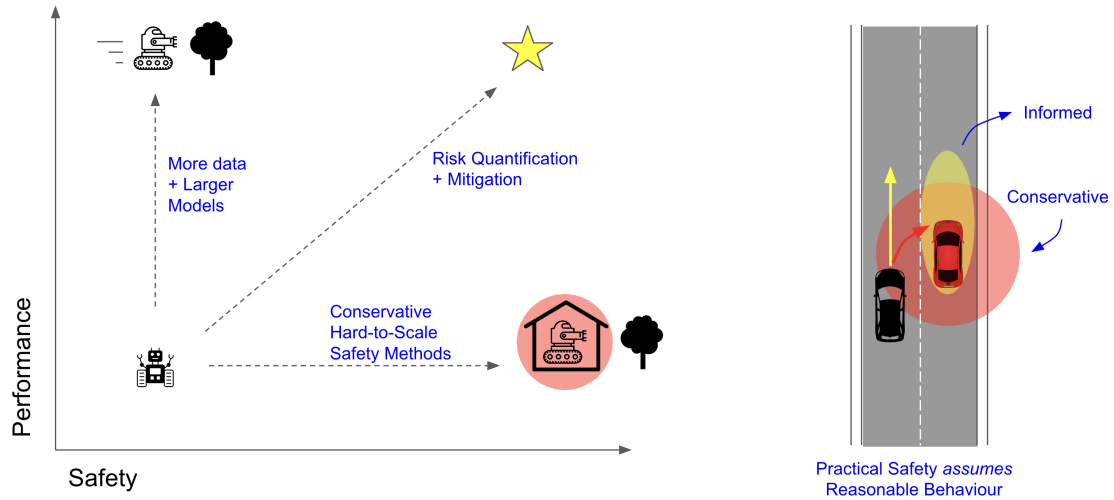 More data
+ Larger
Models
Risk Quantification
+ Mitigation
Conservative
Hard-to-Scale
Safety Methods
Performance
Safety
Informed
Conservative
Practical Safety assumes
Reasonable Behaviour